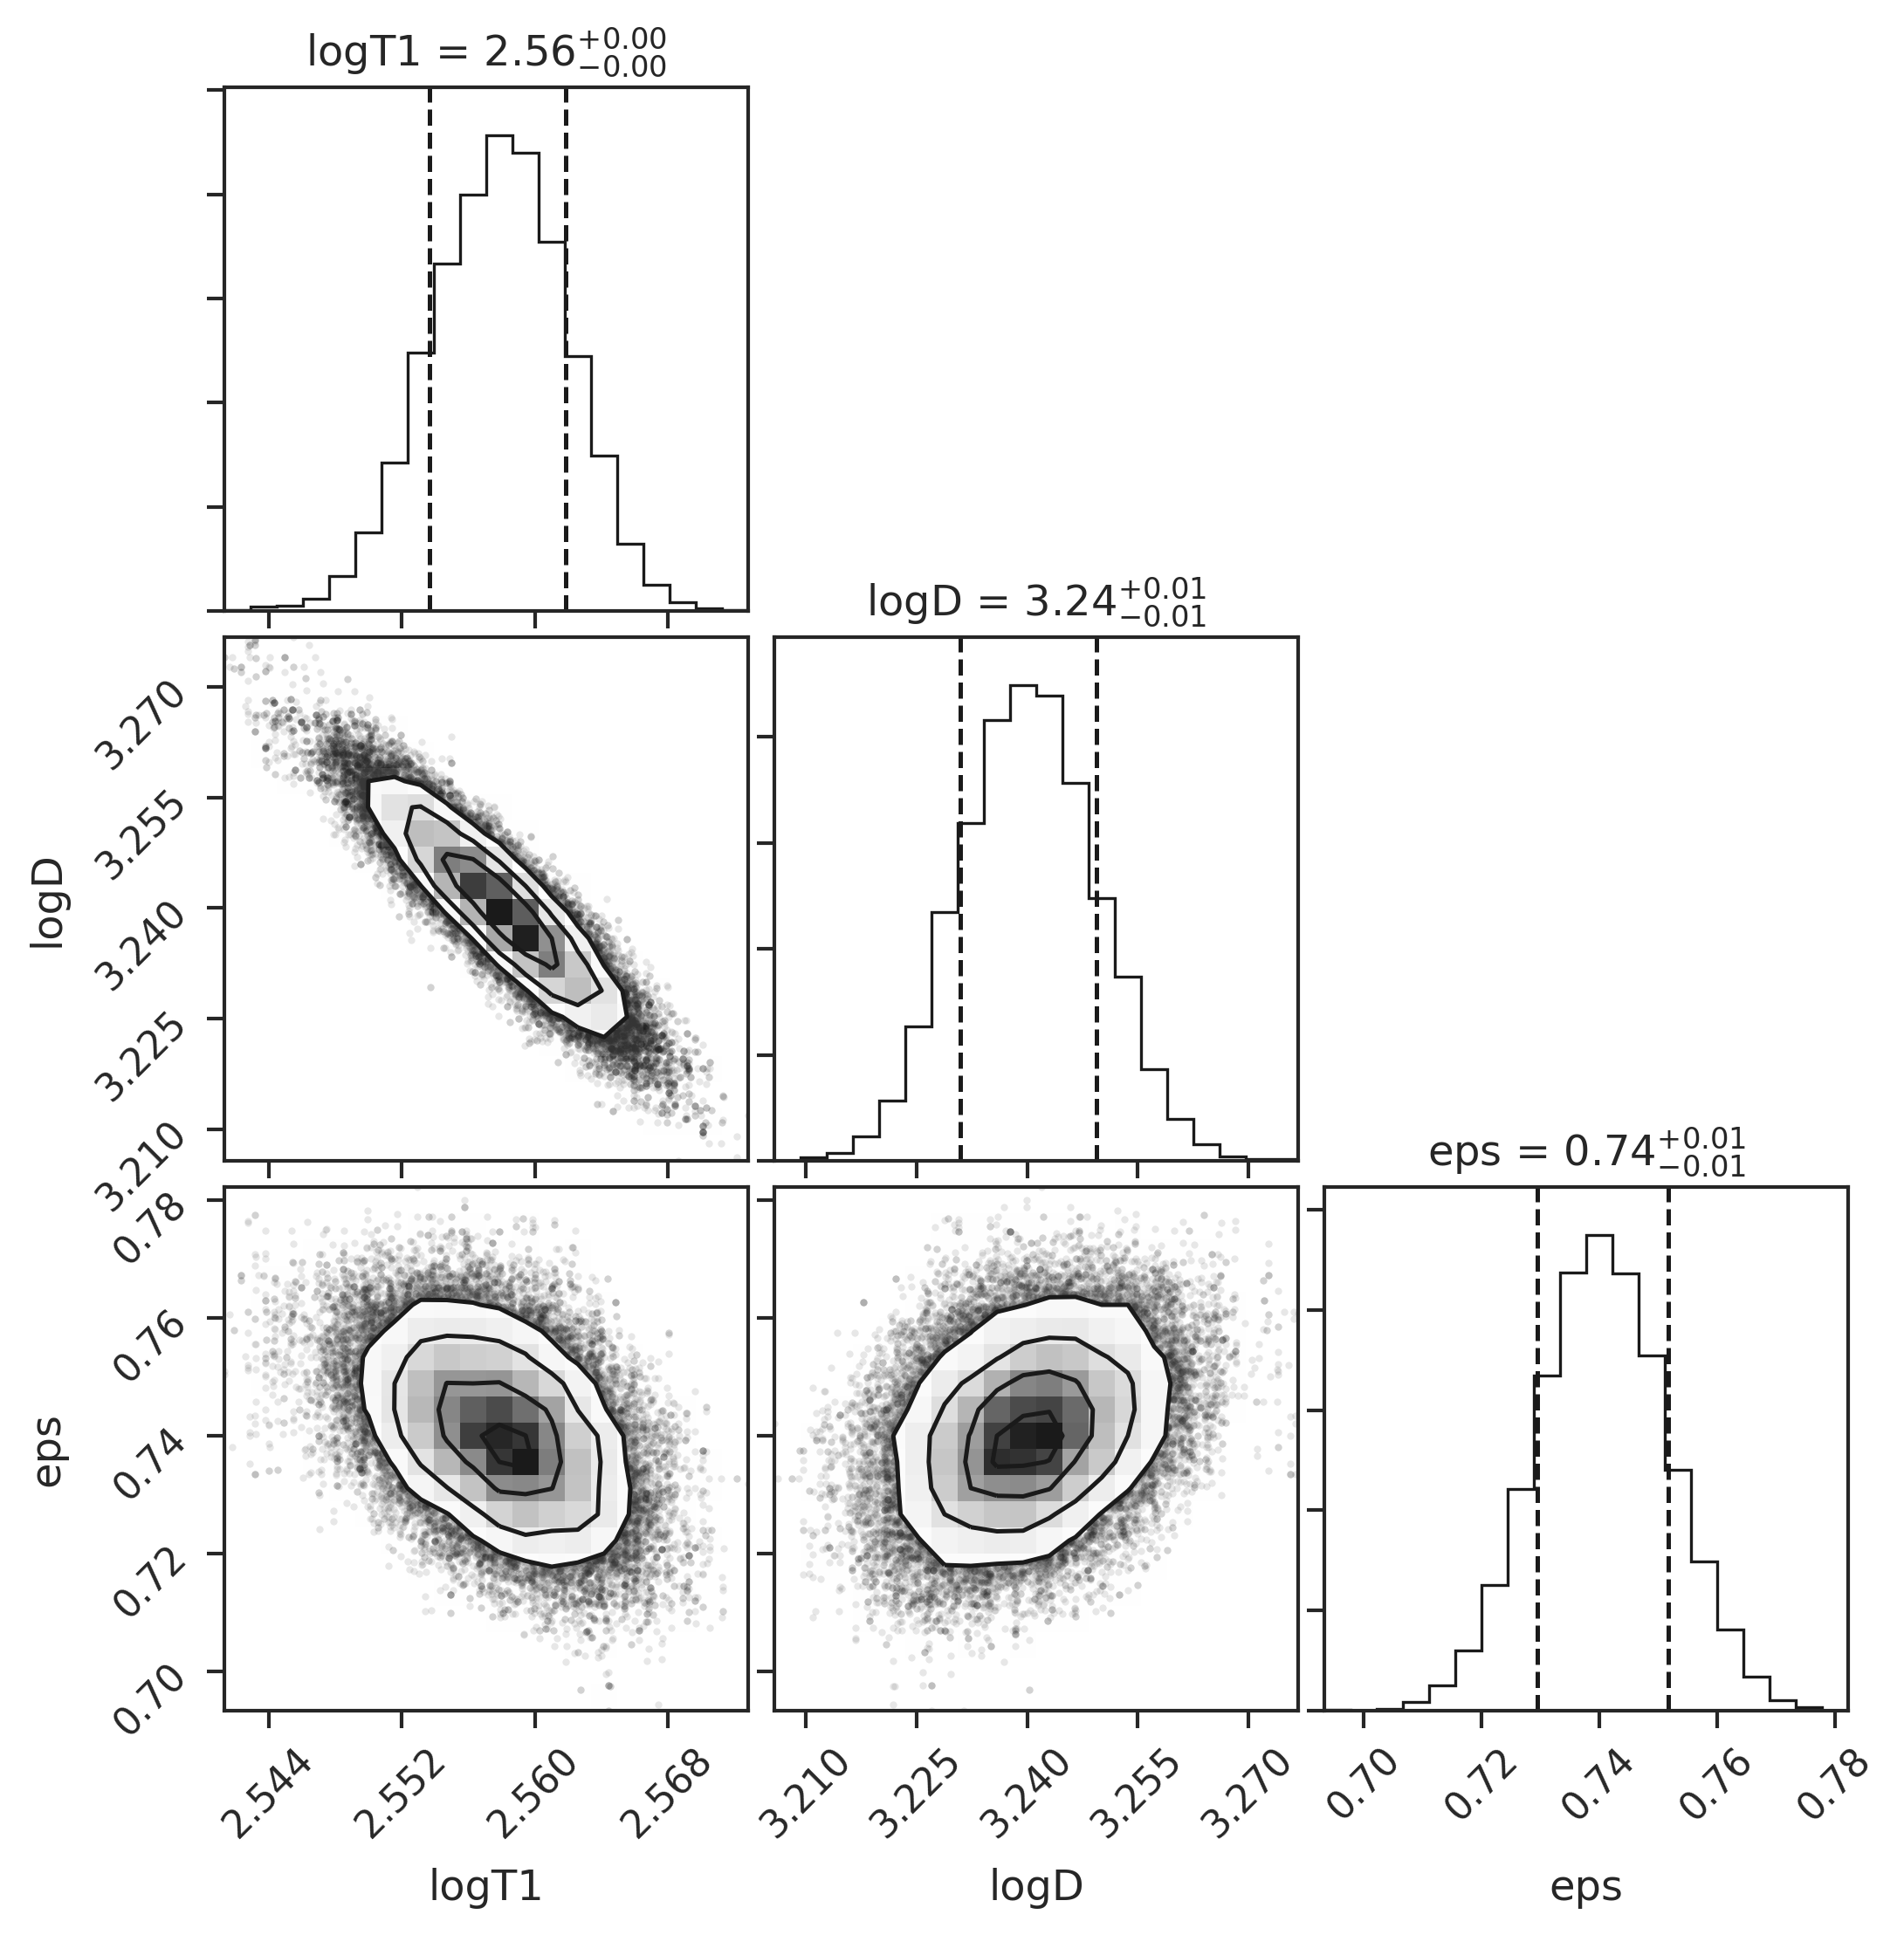 logT1 = 2.56+0.00−0.00
logD = 3.24+0.01−0.01
3.270
3.255
3.240
3.225
3.210
logD
eps = 0.74+0.01−0.01
0.78
0.76
0.74
0.72
0.70
eps
2.544 2.552 2.560 2.568
3.210 3.225 3.240 3.255 3.270
0.70 0.72 0.74 0.76 0.78
logT1 logD eps